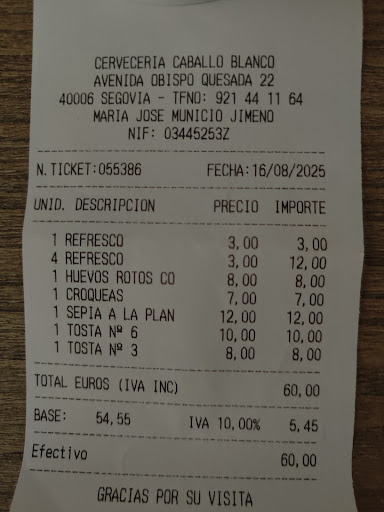 CERVECERIA CABALLO BLANCO
AVENIDA OBISPO QUESADA 22
40006 SEGOVIA - TFNO: 921 44 11 64
MARIA JOSE MUNICIO JIMENO
NIF: 03445253Z
N. TICKET:055386 FECHA:16/08/2025
UNID. DESCRIPCION PRECIO IMPORTE
1 REFRESCO 3,00 3,00
4 REFRESCO 3,00 12,00
1 HUEVOS ROTOS CO 8,00 8,00
1 CROQUEAS 7,00 7,00
1 SEPIA A LA PLAN 12,00 12,00
1 TOSTA Nº 6 10,00 10,00
1 TOSTA Nº 3 8,00 8,00
TOTAL EUROS (IVA INC) 60,00
BASE: 54,55 IVA 10,00% 5,45
Efectivo 60,00
GRACIAS POR SU VISITA